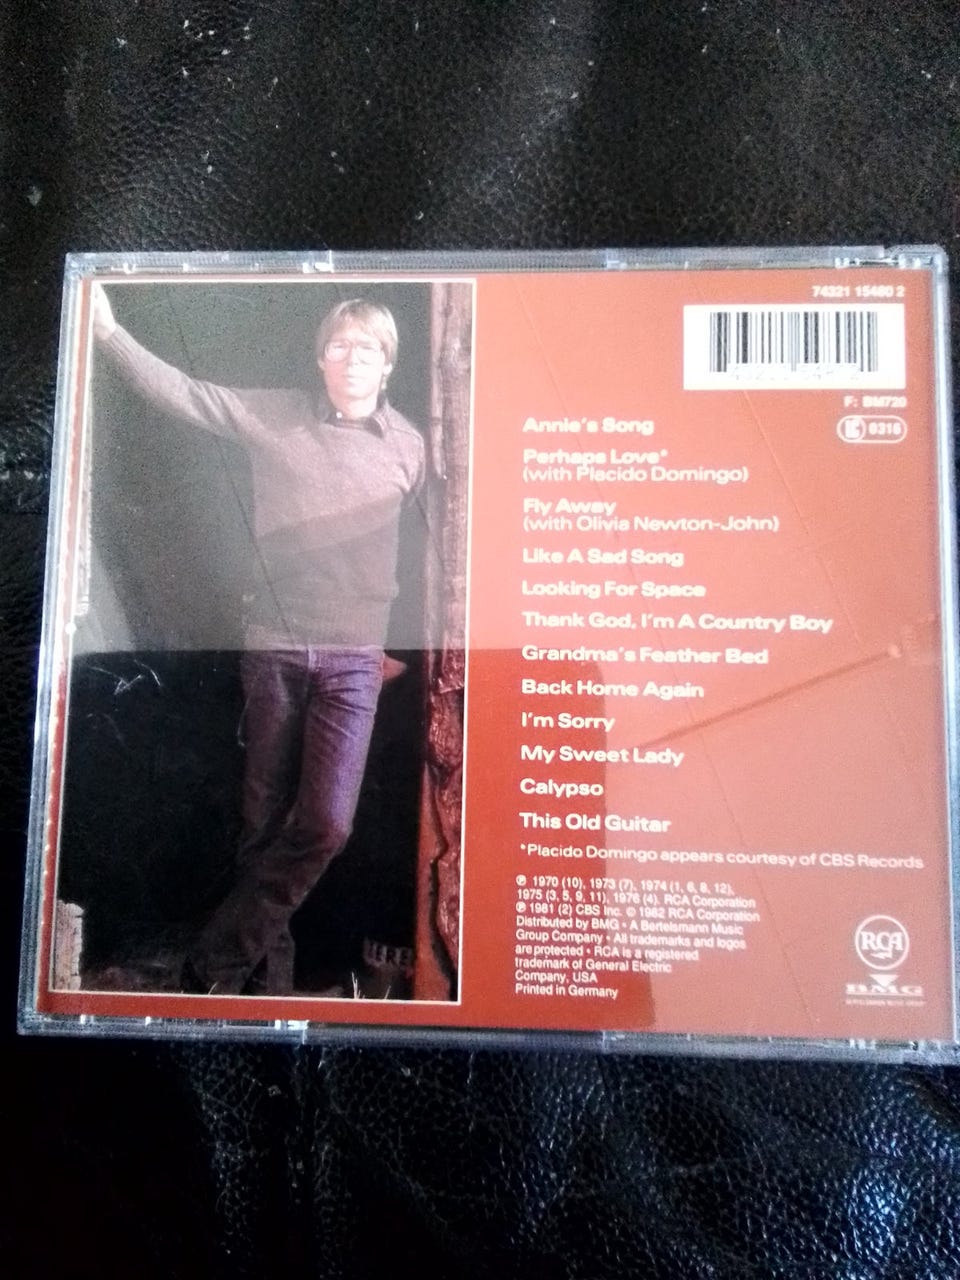 74321 15480 2
F: BM720
0316
Annie's Song
Perhaps Love*
(with Placido Domingo)
Fly Away
(with Olivia Newton-John)
Like A Sad Song
Looking For Space
Thank God, I'm A Country Boy
Grandma's Feather Bed
Back Home Again
I'm Sorry
My Sweet Lady
Calypso
This Old Guitar
*Placido Domingo appears courtesy of CBS Records
℗ 1970 (10), 1973 (7), 1974 (1, 6, 8, 12),
1975 (3, 5, 9, 11), 1976 (4). RCA Corporation
℗ 1981 (2) CBS Inc. © 1982 RCA Corporation
Distributed by BMG • A Bertelsmann Music
Group Company • All trademarks and logos
are protected • RCA is a registered
trademark of General Electric
Company, USA
Printed in Germany
RCA
BMG
BERTELSMANN MUSIC GROUP